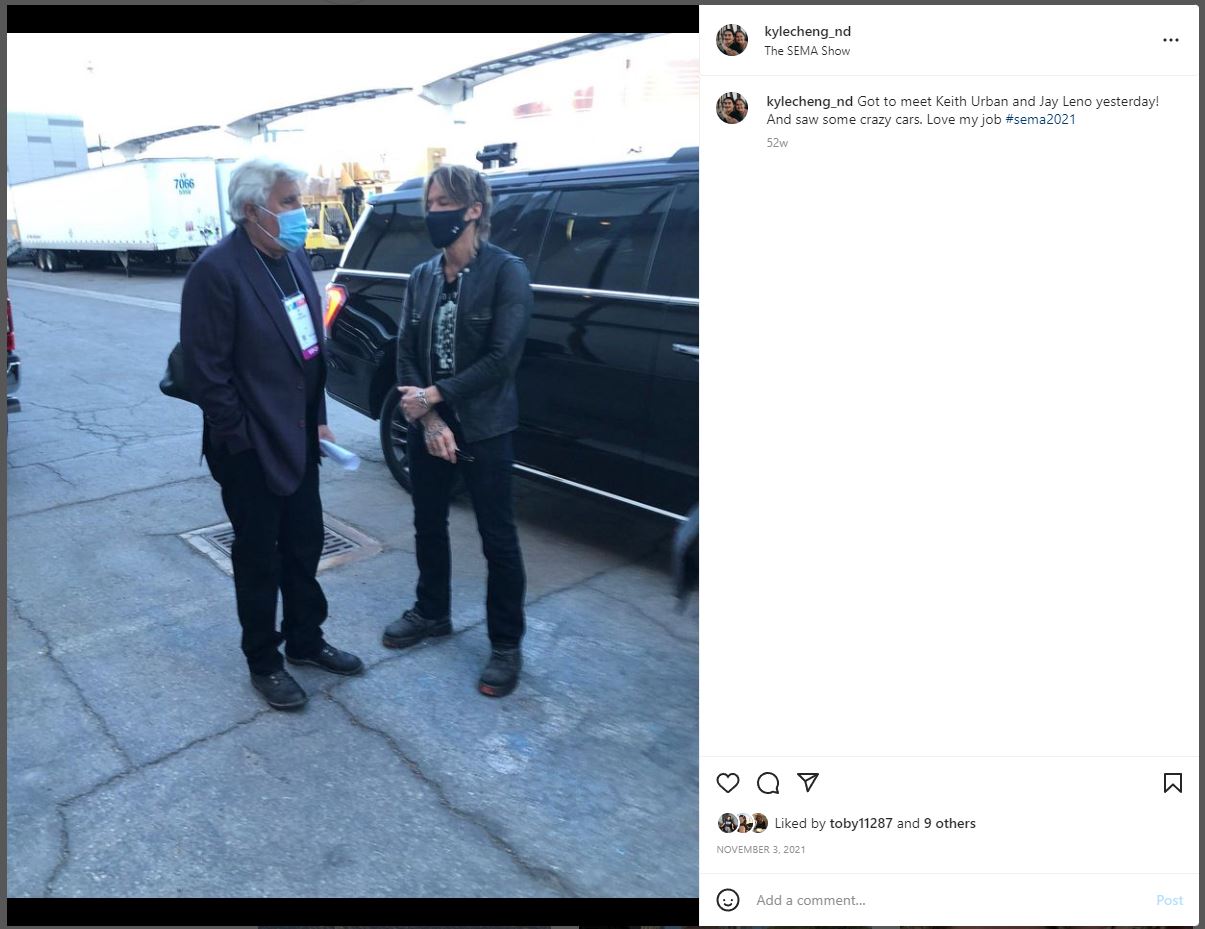 kylecheng_nd
The SEMA Show
kylecheng_nd Got to meet Keith Urban and Jay Leno yesterday!
And saw some crazy cars. Love my job #sema2021
52w
7066
Liked by toby11287 and 9 others
NOVEMBER 3, 2021
Add a comment...
Post